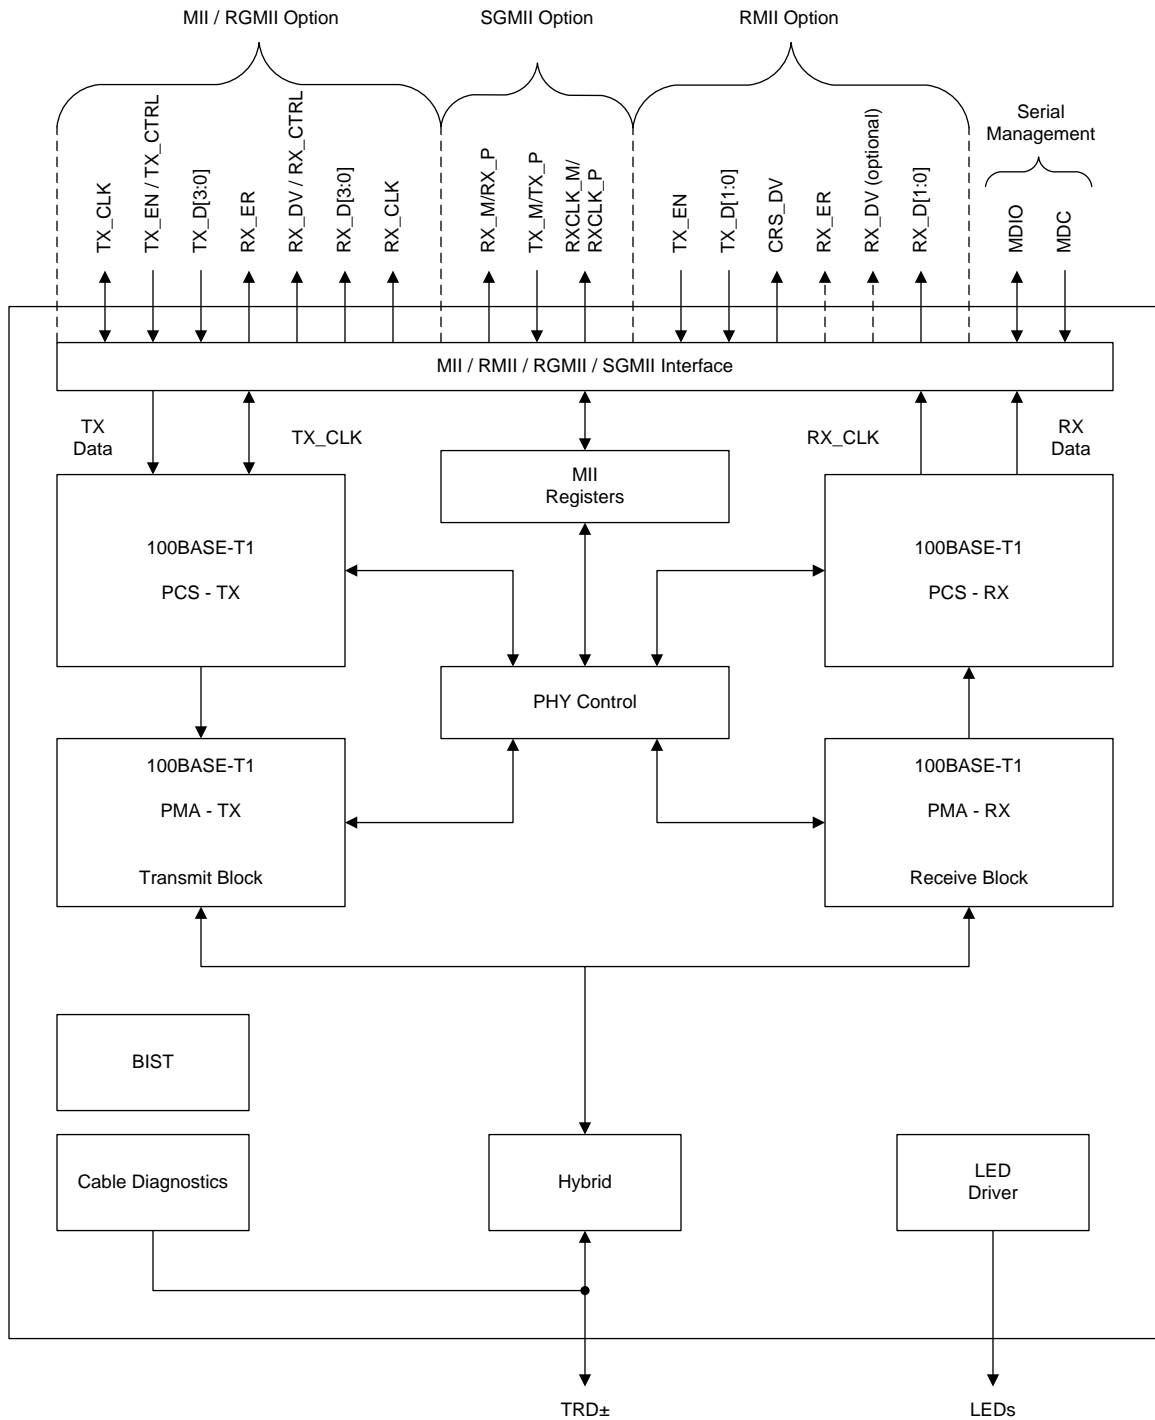 MII / RGMII Option
SGMII Option
RMII Option
Serial
Management
TX_CLK
TX_EN / TX_CTRL
TX_D[3:0]
RX_ER
RX_DV / RX_CTRL
RX_D[3:0]
RX_CLK
RX_M/RX_P
TX_M/TX_P
RXCLK_M/
RXCLK_P
TX_EN
TX_D[1:0]
CRS_DV
RX_ER
RX_DV (optional)
RX_D[1:0]
MDIO
MDC
MII / RMII / RGMII / SGMII Interface
TX
Data
TX_CLK
RX_CLK
RX
Data
MII
Registers
100BASE-T1
PCS - TX
100BASE-T1
PCS - RX
PHY Control
100BASE-T1
PMA - TX
Transmit Block
100BASE-T1
PMA - RX
Receive Block
BIST
Cable Diagnostics
Hybrid
LED
Driver
TRD±
LEDs